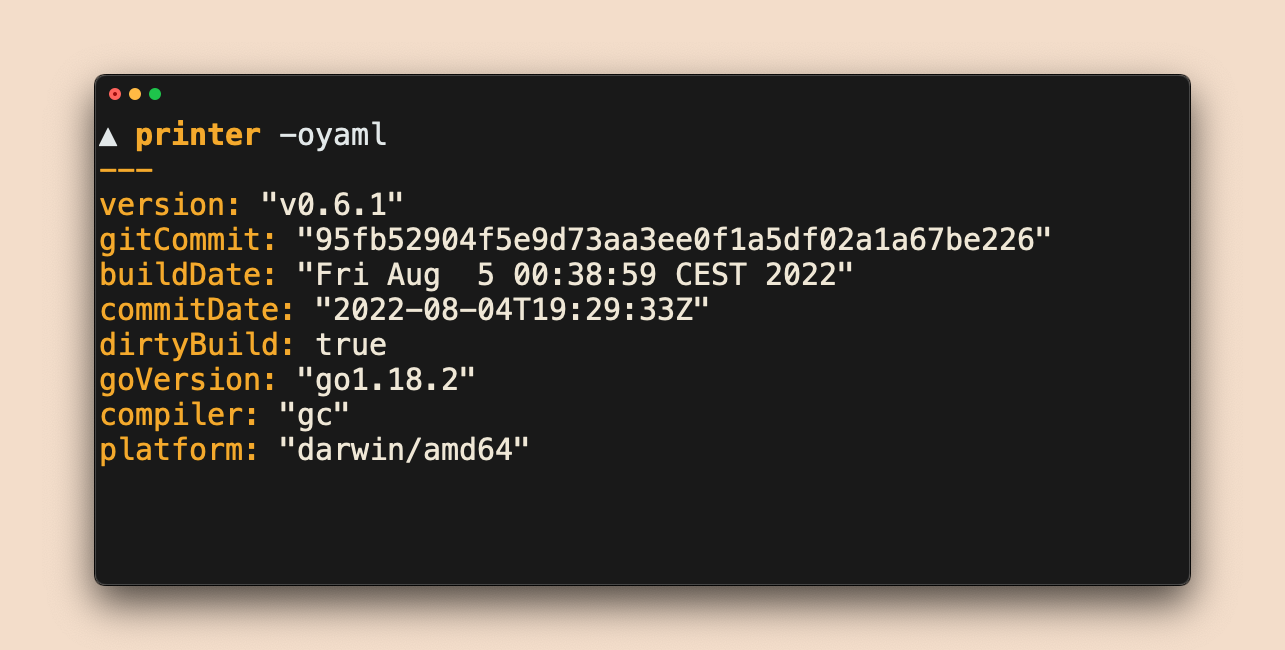 ▲ printer -oyaml
---
version: "v0.6.1"
gitCommit: "95fb52904f5e9d73aa3ee0f1a5df02a1a67be226"
buildDate: "Fri Aug  5 00:38:59 CEST 2022"
commitDate: "2022-08-04T19:29:33Z"
dirtyBuild: true
goVersion: "go1.18.2"
compiler: "gc"
platform: "darwin/amd64"